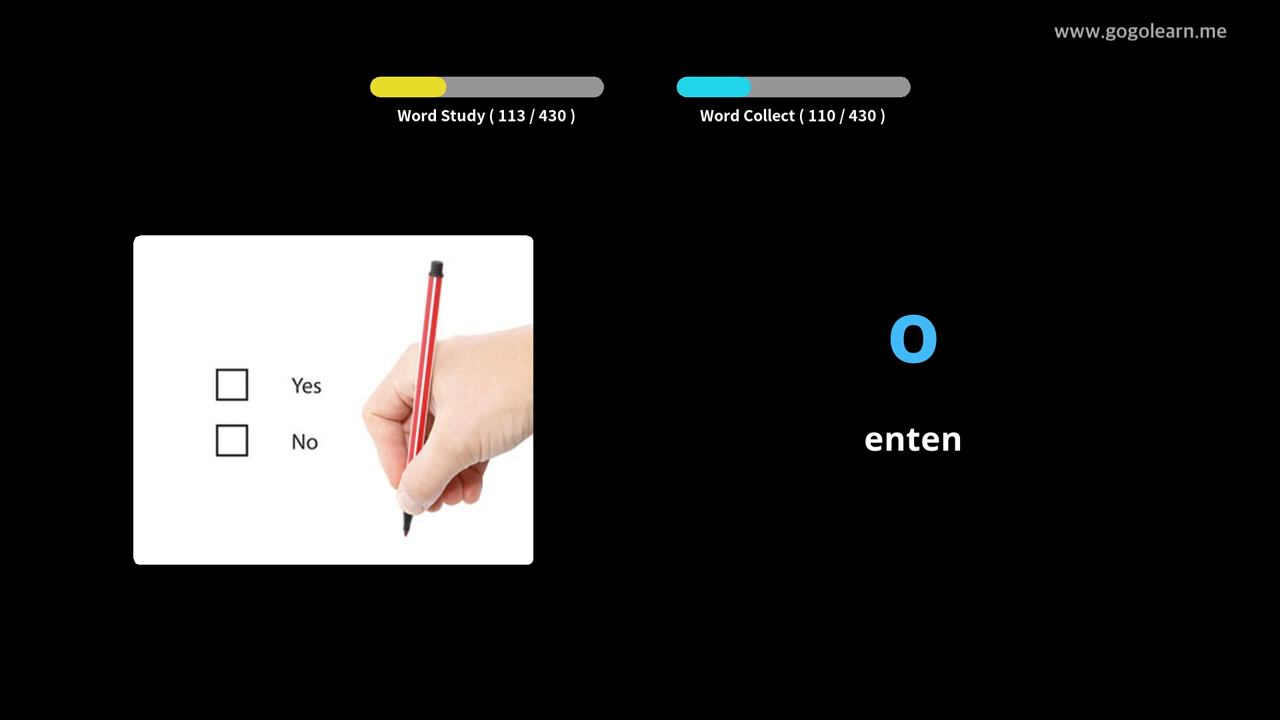 www.gogolearn.me
Word Study ( 113 / 430 )
Word Collect ( 110 / 430 )
Yes
No
o
enten